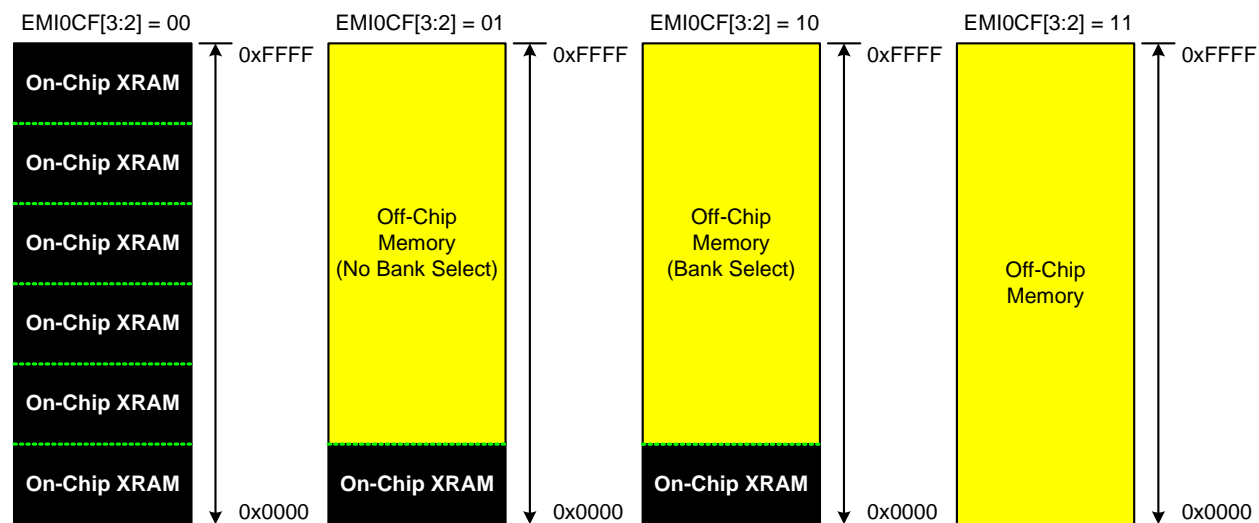 EMI0CF[3:2] = 00
EMI0CF[3:2] = 01
EMI0CF[3:2] = 10
EMI0CF[3:2] = 11
On-Chip XRAM
On-Chip XRAM
On-Chip XRAM
On-Chip XRAM
On-Chip XRAM
On-Chip XRAM
0xFFFF
0x0000
Off-Chip
Memory
(No Bank Select)
On-Chip XRAM
0xFFFF
0x0000
Off-Chip
Memory
(Bank Select)
On-Chip XRAM
0xFFFF
0x0000
Off-Chip
Memory
0xFFFF
0x0000